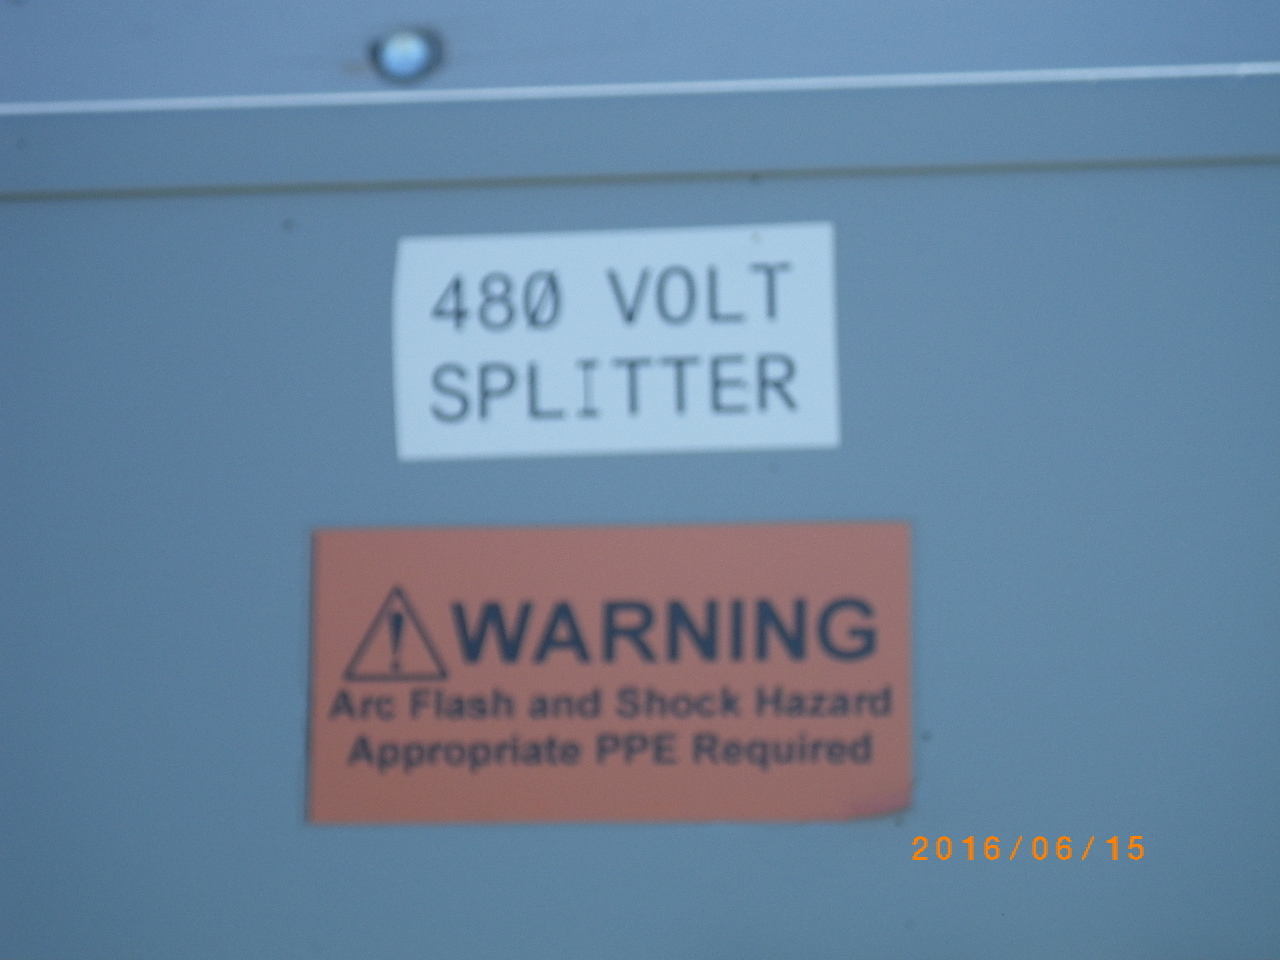 480 VOLT
SPLITTER
WARNING
Arc Flash and Shock Hazard
Appropriate PPE Required
2016/06/15